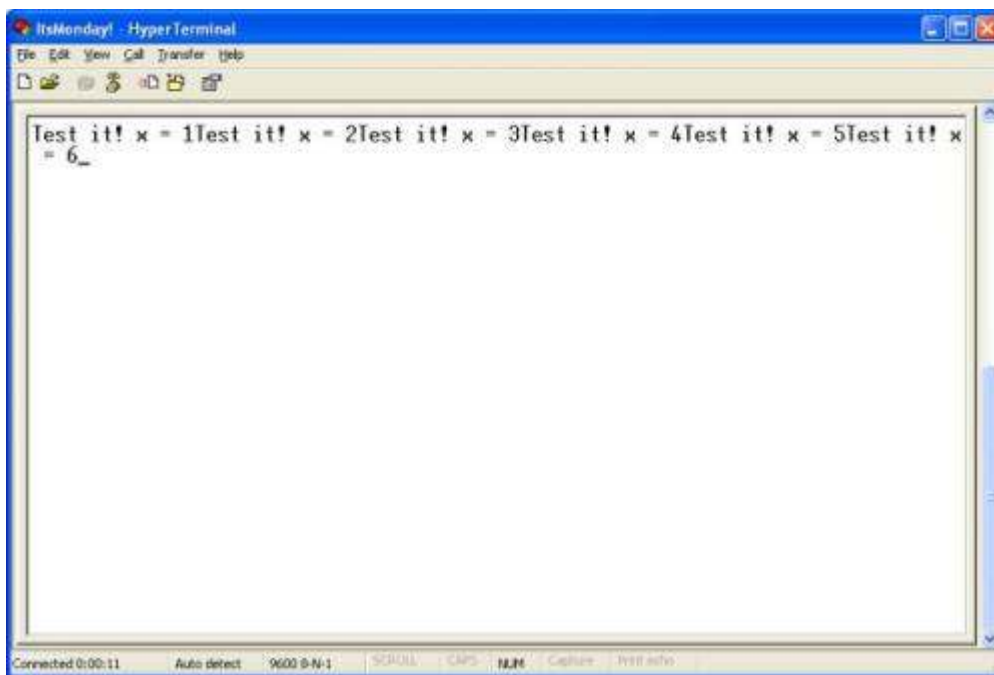 ItsMonday! - HyperTerminal
File Edit View Call Transfer Help
Test it! x = 1Test it! x = 2Test it! x = 3Test it! x = 4Test it! x = 5Test it! x
= 6_
Connected 0:00:11 Auto detect 9600 8-N-1 SCROLL CAPS NUM Capture Print echo